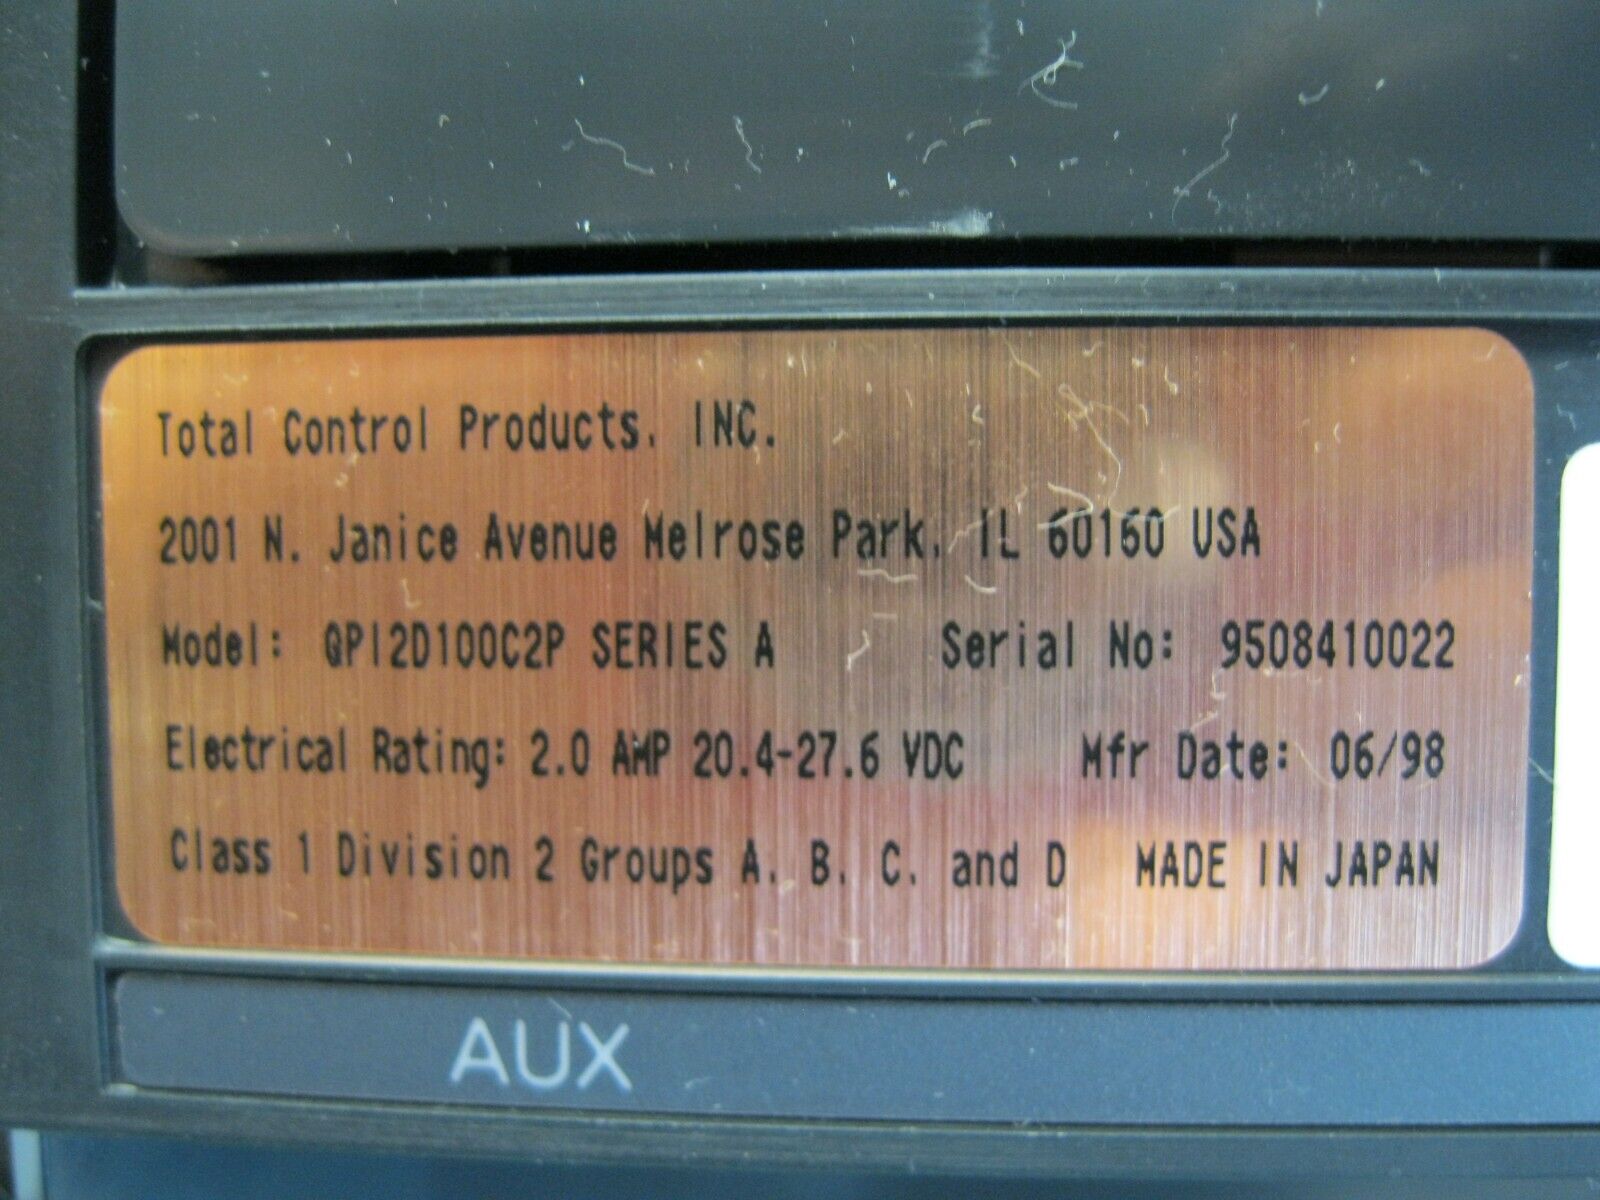 Total Control Products, INC.
2001 N. Janice Avenue Melrose Park, IL 60160 USA
Model: QPI2D100C2P SERIES A Serial No: 9508410022
Electrical Rating: 2.0 AMP 20.4-27.6 VDC Mfr Date: 06/98
Class 1 Division 2 Groups A, B, C, and D MADE IN JAPAN
AUX